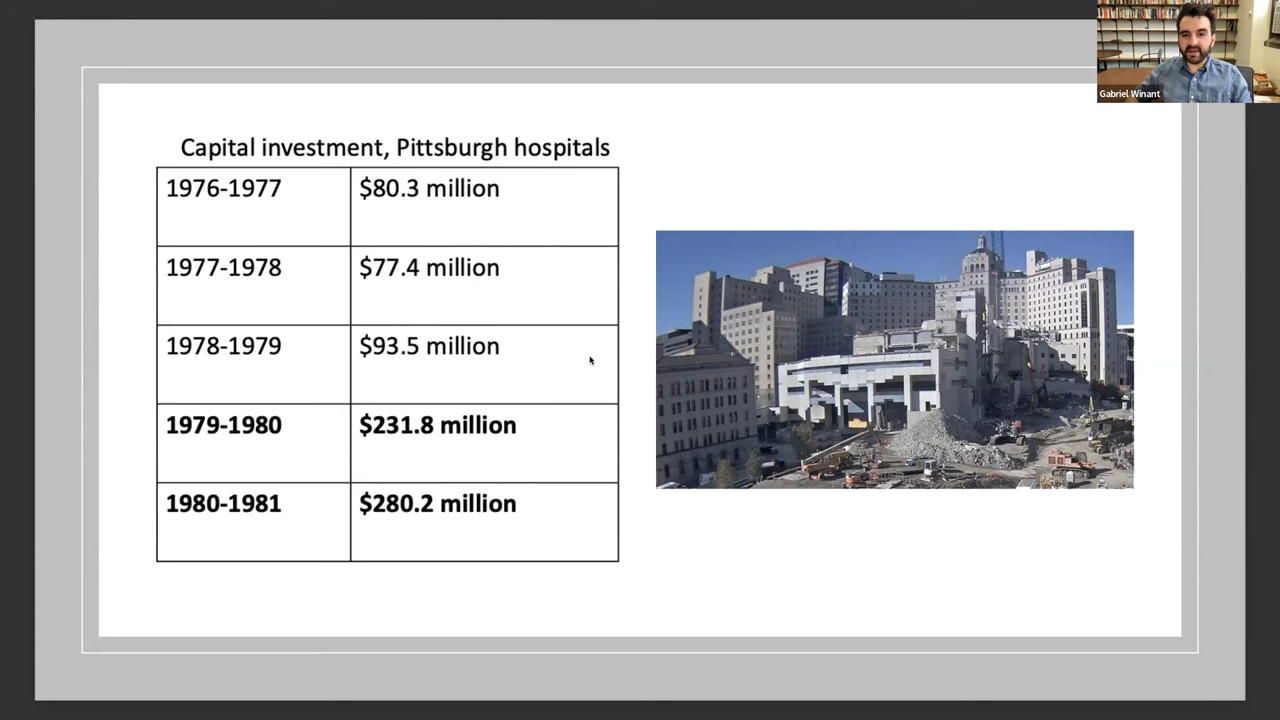 Gabriel Winant
Capital investment, Pittsburgh hospitals
1976-1977 $80.3 million
1977-1978 $77.4 million
1978-1979 $93.5 million
1979-1980 $231.8 million
1980-1981 $280.2 million